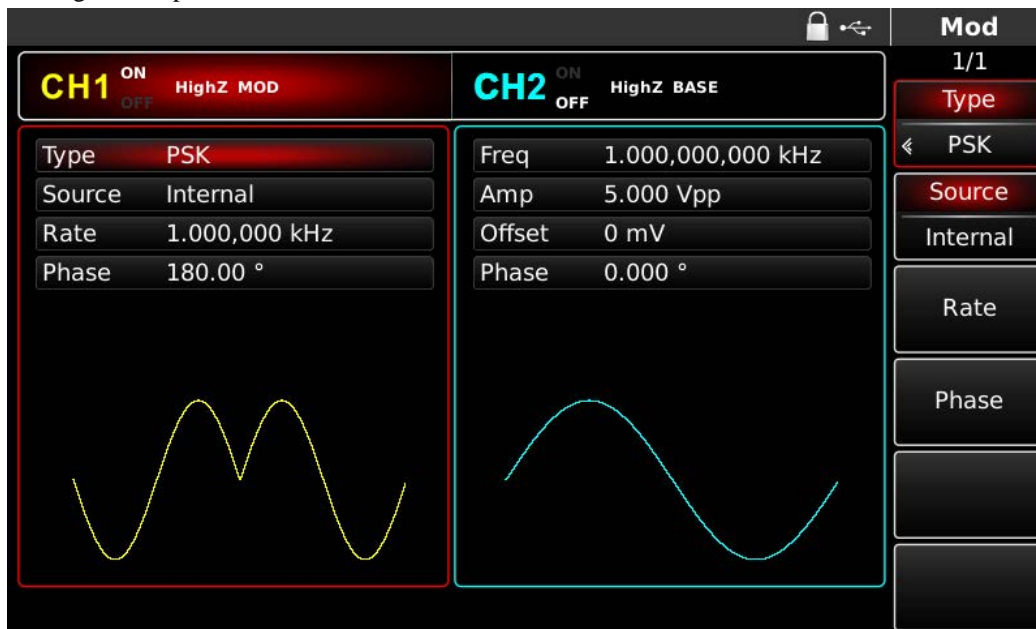 Mod
1/1
CH1 ON OFF HighZ MOD
CH2 ON OFF HighZ BASE
Type PSK
Source Internal
Rate 1.000,000 kHz
Phase 180.00 °
Freq 1.000,000,000 kHz
Amp 5.000 Vpp
Offset 0 mV
Phase 0.000 °
Type
PSK
Source
Internal
Rate
Phase